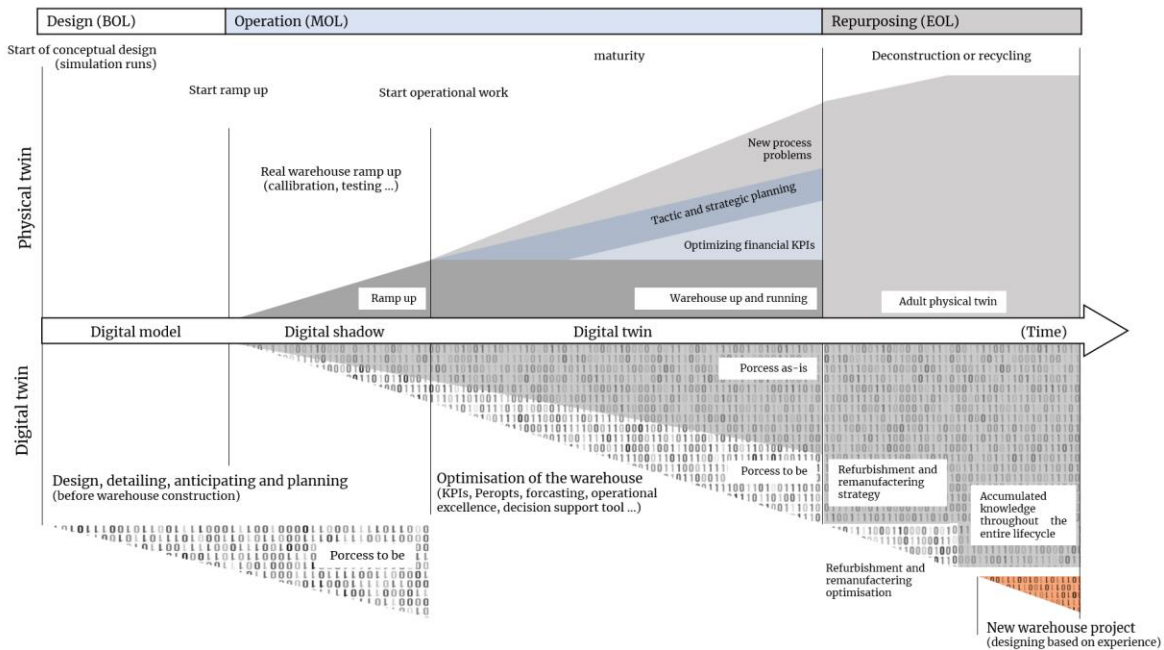 Design (BOL)
Operation (MOL)
Repurposing (EOL)
Start of conceptual design
(simulation runs)
maturity
Deconstruction or recycling
Start ramp up
Start operational work
Physical twin
New process
problems
Real warehouse ramp up
(callibration, testing ...)
Tactic and strategic planning
Optimizing financial KPIs
Ramp up
Warehouse up and running
Adult physical twin
Digital model
Digital shadow
Digital twin
(Time)
Digital twin
Porcess as-is
Design, detailing, anticipating and planning
(before warehouse construction)
Optimisation of the warehouse
(KPIs, Peropts, forcasting, operational
excellence, decision support tool ...)
Porcess to be
Refurbishment and
remanufacturing
strategy
Accumulated
knowledge
throughout the
entire lifecycle
Porcess to be
Refurbishment and
remanufactering
optimisation
New warehouse project
(designing based on experience)